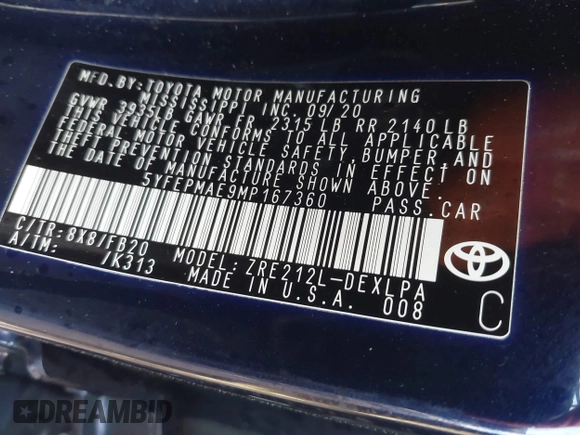 MFD. BY: TOYOTA MOTOR MANUFACTURING
MISSISSIPPI, INC. 09/20
GVWR 3935LB GAWR FR 2315 LB RR 2140 LB
THIS VEHICLE CONFORMS TO ALL APPLICABLE
FEDERAL MOTOR VEHICLE SAFETY, BUMPER, AND
THEFT PREVENTION STANDARDS IN EFFECT ON
THE DATE OF MANUFACTURE SHOWN ABOVE.
5YFEPMAE9MP167360 PASS. CAR
C/TR: 8X8/FB20 MODEL: ZRE212L-DEXLPA
A/TM: /K313 MADE IN U.S.A. 008
C
DREAMBID